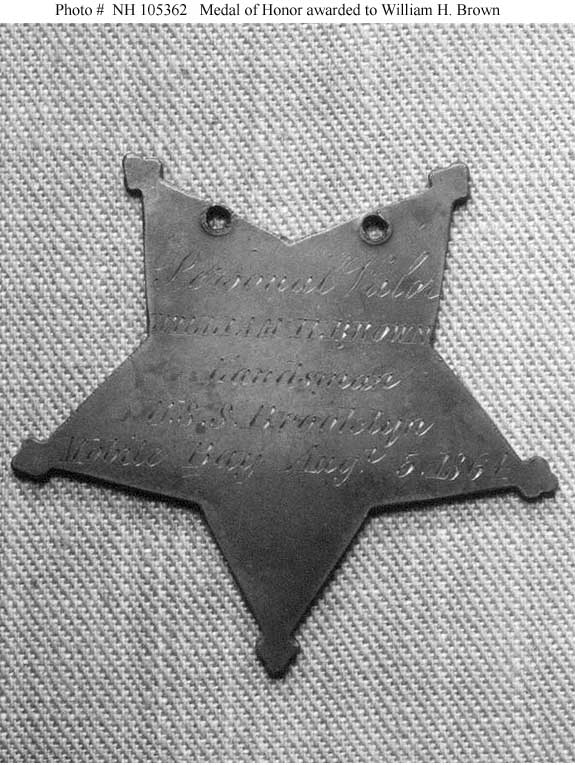 Photo # NH 105362 Medal of Honor awarded to William H. Brown
Personal Valor
WILLIAM H. BROWN
Landsman
U.S.S. Brooklyn
Mobile Bay Augt. 5. 1864